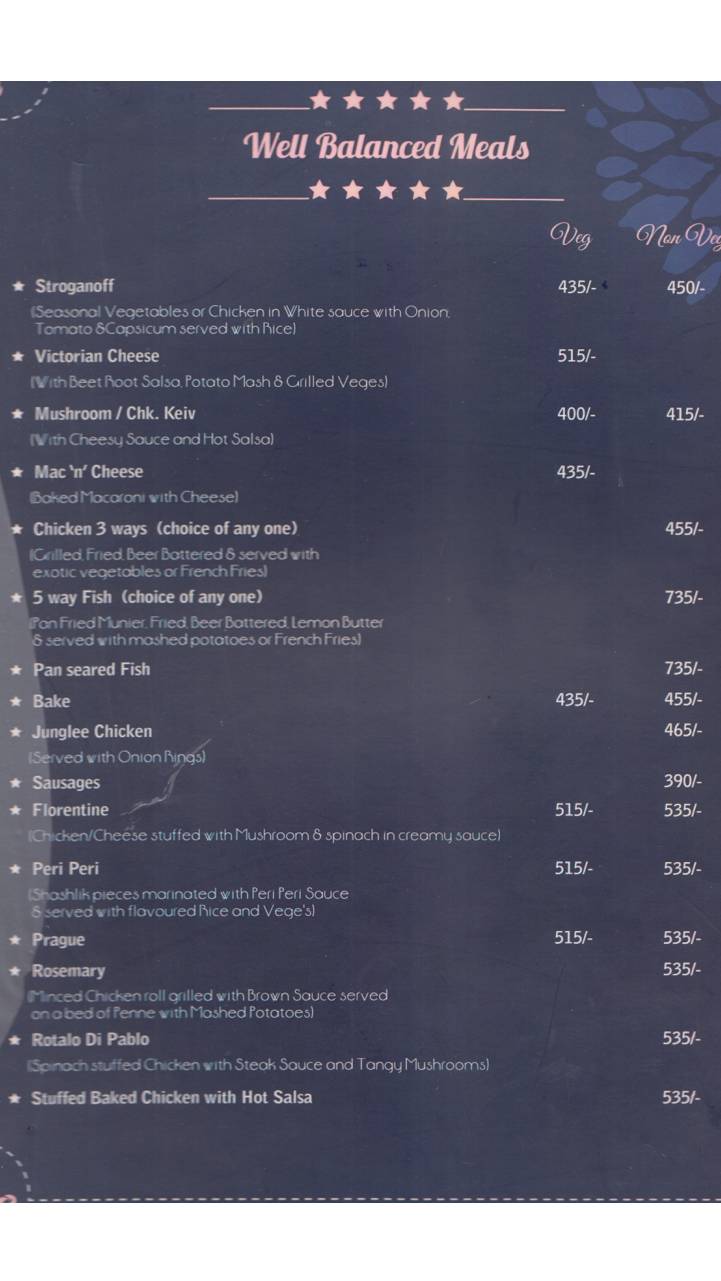 Well Balanced Meals
Veg Non Veg
Stroganoff 435/- 450/-
(Seasonal Vegetables or Chicken in White sauce with Onion,
Tomato &Capsicum served with Rice)
Victorian Cheese 515/-
(With Beet Root Salsa, Potato Mash & Grilled Veges)
Mushroom / Chk. Keiv 400/- 415/-
(With Cheesy Sauce and Hot Salsa)
Mac 'n' Cheese 435/-
(Baked Macaroni with Cheese)
Chicken 3 ways (choice of any one) 455/-
(Grilled, Fried, Beer Battered & served with
exotic vegetables or French Fries)
5 way Fish (choice of any one) 735/-
(Pan Fried Munier, Fried, Beer Battered, Lemon Butter
& served with mashed potatoes or French Fries)
Pan seared Fish 735/-
Bake 435/- 455/-
Junglee Chicken 465/-
(Served with Onion Rings)
Sausages 390/-
Florentine 515/- 535/-
(Chicken/Cheese stuffed with Mushroom & spinach in creamy sauce)
Peri Peri 515/- 535/-
(Shashlik pieces marinated with Peri Peri Sauce
& served with flavoured Rice and Vege's)
Prague 515/- 535/-
Rosemary 535/-
(Minced Chicken roll grilled with Brown Sauce served
on a bed of Penne with Mashed Potatoes)
Rotalo Di Pablo 535/-
(Spinach stuffed Chicken with Steak Sauce and Tangy Mushrooms)
Stuffed Baked Chicken with Hot Salsa 535/-